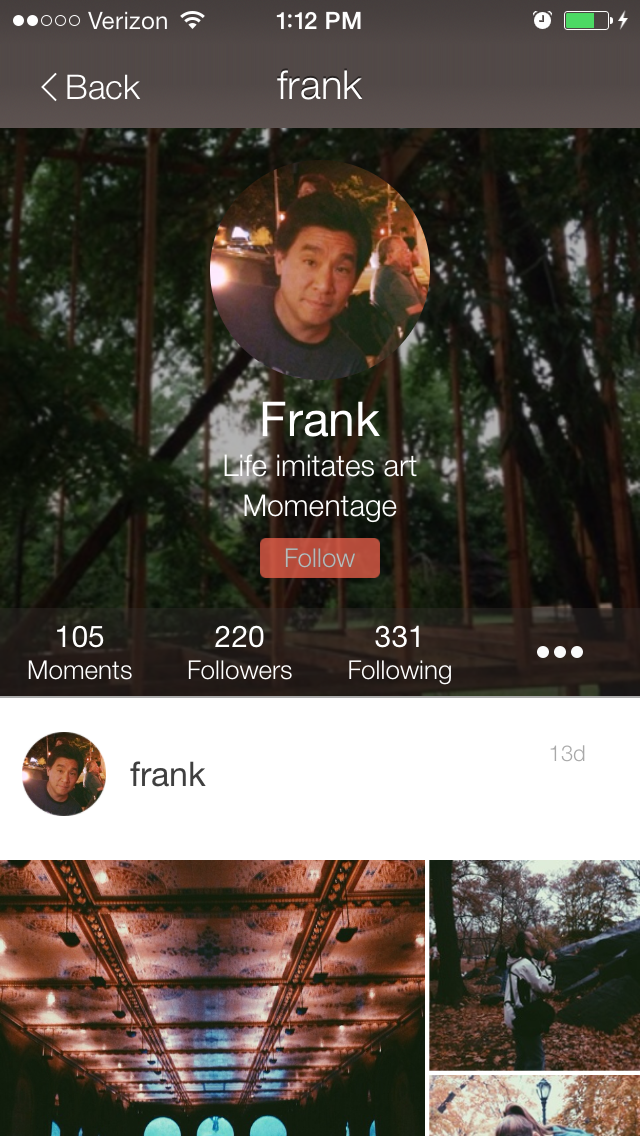 Verizon 1:12 PM
Back frank
Frank
Life imitates art
Momentage
Follow
105 220 331
Moments Followers Following
frank 13d